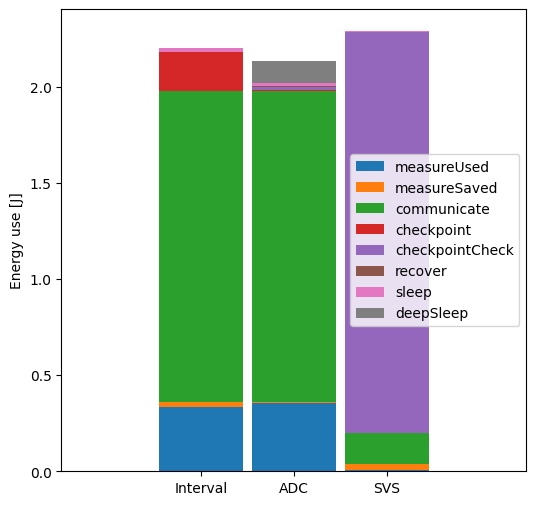 Energy use [J]
2.0
1.5
1.0
0.5
0.0
measureUsed
measureSaved
communicate
checkpoint
checkpointCheck
recover
sleep
deepSleep
Interval ADC SVS